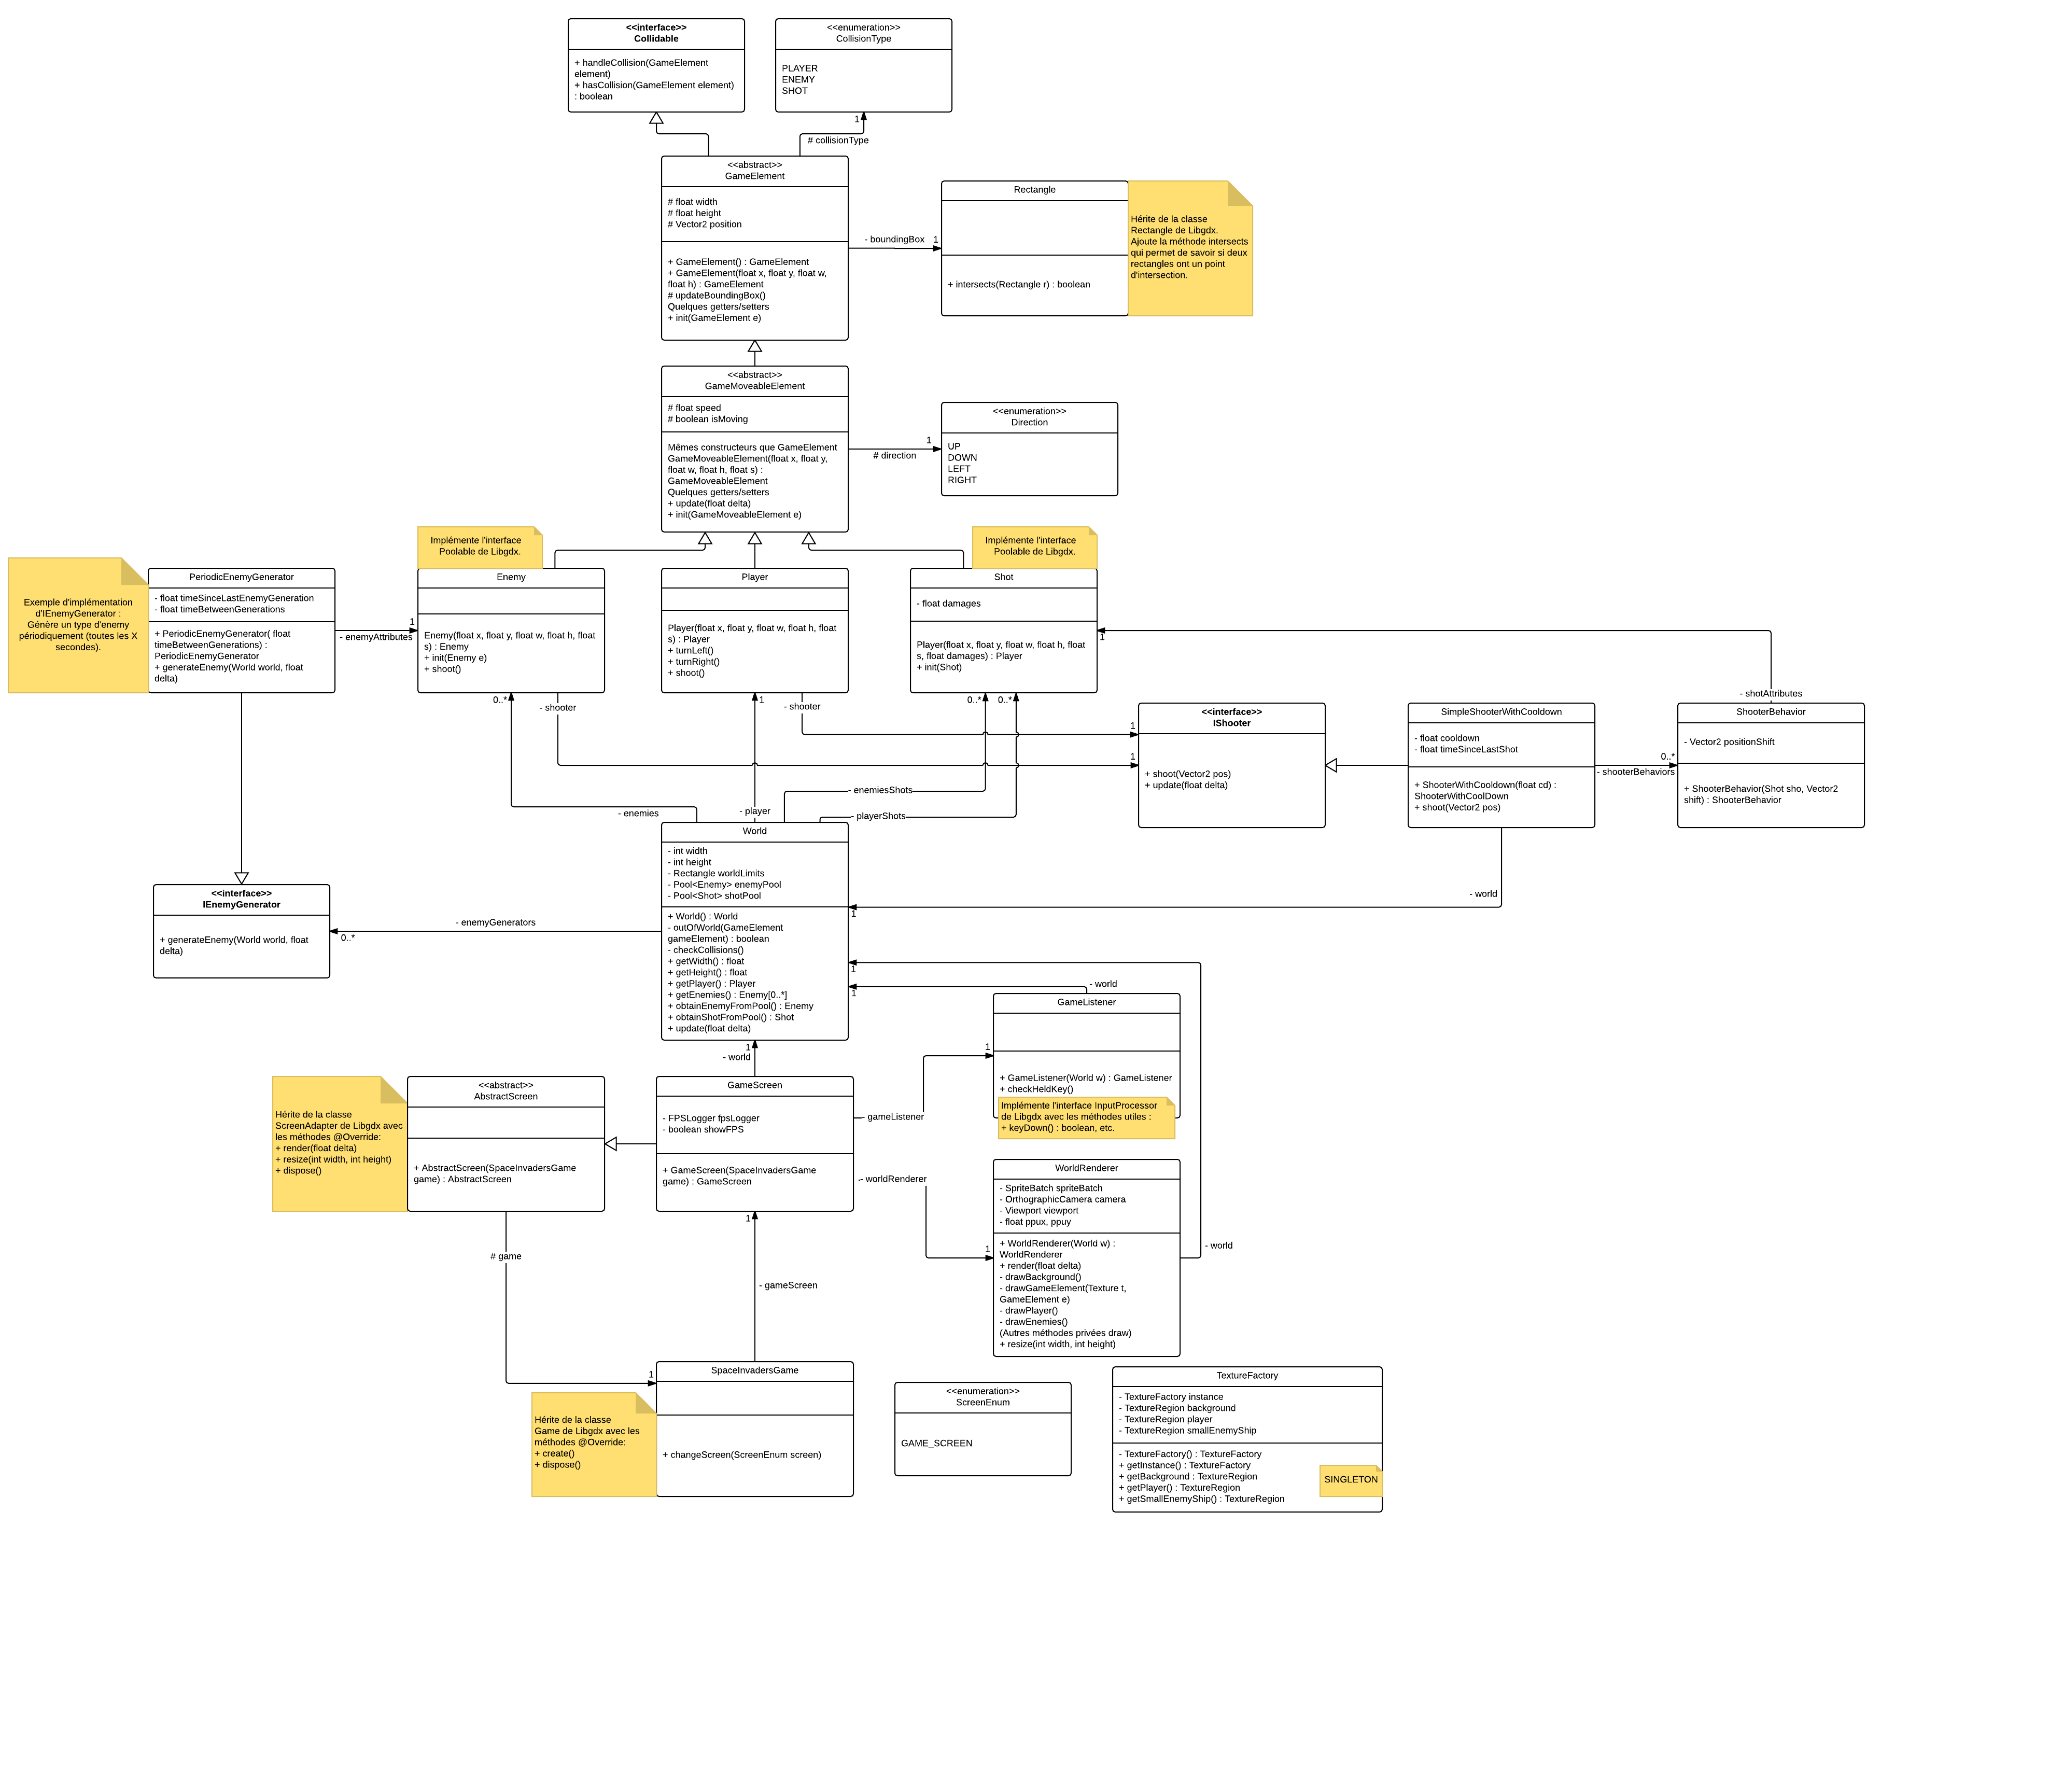 <<interface>>
Collidable
+ handleCollision(GameElement
element)
+ hasCollision(GameElement element)
: boolean
<<enumeration>>
CollisionType
PLAYER
ENEMY
SHOT
1
# collisionType
<<abstract>>
GameElement
# float width
# float height
# Vector2 position
+ GameElement() : GameElement
+ GameElement(float x, float y, float w,
float h) : GameElement
# updateBoundingBox()
Quelques getters/setters
+ init(GameElement e)
- boundingBox
1
Rectangle
+ intersects(Rectangle r) : boolean
Hérite de la classe
Rectangle de Libgdx.
Ajoute la méthode intersects
qui permet de savoir si deux
rectangles ont un point
d'intersection.
<<abstract>>
GameMoveableElement
# float speed
# boolean isMoving
Mêmes constructeurs que GameElement
GameMoveableElement(float x, float y,
float w, float h, float s) :
GameMoveableElement
Quelques getters/setters
+ update(float delta)
+ init(GameMoveableElement e)
1
# direction
<<enumeration>>
Direction
UP
DOWN
LEFT
RIGHT
Exemple d'implémentation
d'IEnemyGenerator :
Génère un type d'enemy
périodiquement (toutes les X
secondes).
PeriodicEnemyGenerator
- float timeSinceLastEnemyGeneration
- float timeBetweenGenerations
+ PeriodicEnemyGenerator( float
timeBetweenGenerations) :
PeriodicEnemyGenerator
+ generateEnemy(World world, float
delta)
1
- enemyAttributes
Implémente l'interface
Poolable de Libgdx.
Enemy
Enemy(float x, float y, float w, float h, float
s) : Enemy
+ init(Enemy e)
+ shoot()
Player
Player(float x, float y, float w, float h, float
s) : Player
+ turnLeft()
+ turnRight()
+ shoot()
Implémente l'interface
Poolable de Libgdx.
Shot
- float damages
Player(float x, float y, float w, float h, float
s, float damages) : Player
+ init(Shot)
1
- shotAttributes
0..*
- shooter
1
- shooter
0..*
0..*
1
1
<<interface>>
IShooter
+ shoot(Vector2 pos)
+ update(float delta)
SimpleShooterWithCooldown
- float cooldown
- float timeSinceLastShot
+ ShooterWithCooldown(float cd) :
ShooterWithCoolDown
+ shoot(Vector2 pos)
0..*
- shooterBehaviors
ShooterBehavior
- Vector2 positionShift
+ ShooterBehavior(Shot sho, Vector2
shift) : ShooterBehavior
- enemies
- player
- enemiesShots
- playerShots
World
- int width
- int height
- Rectangle worldLimits
- Pool<Enemy> enemyPool
- Pool<Shot> shotPool
+ World() : World
- outOfWorld(GameElement
gameElement) : boolean
- checkCollisions()
+ getWidth() : float
+ getHeight() : float
+ getPlayer() : Player
+ getEnemies() : Enemy[0..*]
+ obtainEnemyFromPool() : Enemy
+ obtainShotFromPool() : Shot
+ update(float delta)
- world
1
<<interface>>
IEnemyGenerator
+ generateEnemy(World world, float
delta)
- enemyGenerators
0..*
1
1
- world
GameListener
+ GameListener(World w) : GameListener
+ checkHeldKey()
Implémente l'interface InputProcessor
de Libgdx avec les méthodes utiles :
+ keyDown() : boolean, etc.
1
- world
1
- gameListener
Hérite de la classe
ScreenAdapter de Libgdx avec
les méthodes @Override:
+ render(float delta)
+ resize(int width, int height)
+ dispose()
<<abstract>>
AbstractScreen
+ AbstractScreen(SpaceInvadersGame
game) : AbstractScreen
GameScreen
- FPSLogger fpsLogger
- boolean showFPS
+ GameScreen(SpaceInvadersGame
game) : GameScreen
- worldRenderer
1
WorldRenderer
- SpriteBatch spriteBatch
- OrthographicCamera camera
- Viewport viewport
- float ppux, ppuy
+ WorldRenderer(World w) :
WorldRenderer
+ render(float delta)
- drawBackground()
- drawGameElement(Texture t,
GameElement e)
- drawPlayer()
- drawEnemies()
(Autres méthodes privées draw)
+ resize(int width, int height)
- world
1
# game
- gameScreen
1
SpaceInvadersGame
+ changeScreen(ScreenEnum screen)
Hérite de la classe
Game de Libgdx avec les
méthodes @Override:
+ create()
+ dispose()
<<enumeration>>
ScreenEnum
GAME_SCREEN
TextureFactory
- TextureFactory instance
- TextureRegion background
- TextureRegion player
- TextureRegion smallEnemyShip
- TextureFactory() : TextureFactory
+ getInstance() : TextureFactory
+ getBackground : TextureRegion
+ getPlayer() : TextureRegion
+ getSmallEnemyShip() : TextureRegion
SINGLETON